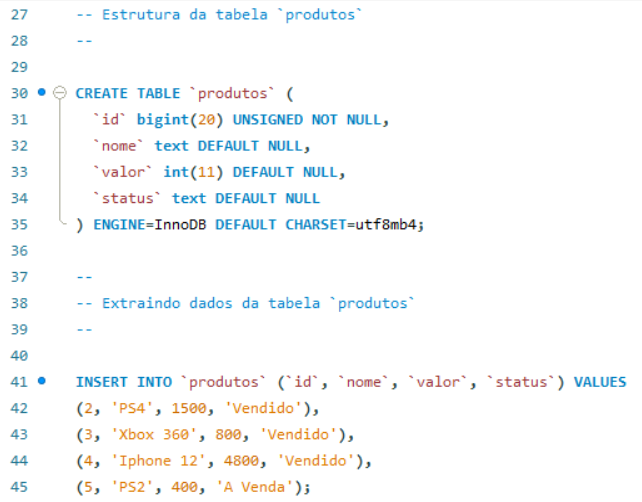 27 -- Estrutura da tabela `produtos`
28 --
29
30 CREATE TABLE `produtos` (
31 `id` bigint(20) UNSIGNED NOT NULL,
32 `nome` text DEFAULT NULL,
33 `valor` int(11) DEFAULT NULL,
34 `status` text DEFAULT NULL
35 ) ENGINE=InnoDB DEFAULT CHARSET=utf8mb4;
36
37 --
38 -- Extraindo dados da tabela `produtos`
39 --
40
41 INSERT INTO `produtos` (`id`, `nome`, `valor`, `status`) VALUES
42 (2, 'PS4', 1500, 'Vendido'),
43 (3, 'Xbox 360', 800, 'Vendido'),
44 (4, 'Iphone 12', 4800, 'Vendido'),
45 (5, 'PS2', 400, 'A Venda');